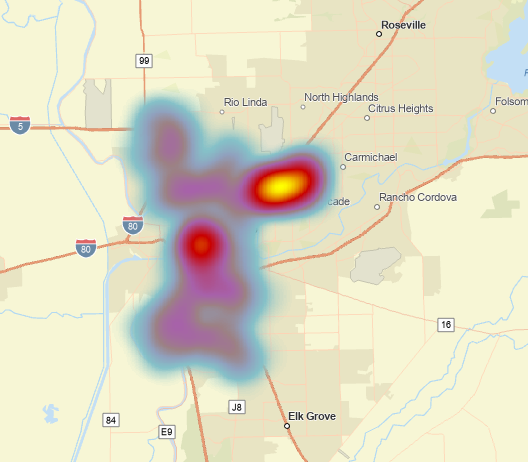 Roseville
99
Rio Linda
North Highlands
Citrus Heights
Folsom
5
Carmichael
cade
Rancho Cordova
80
80
16
J8
Elk Grove
84
E9